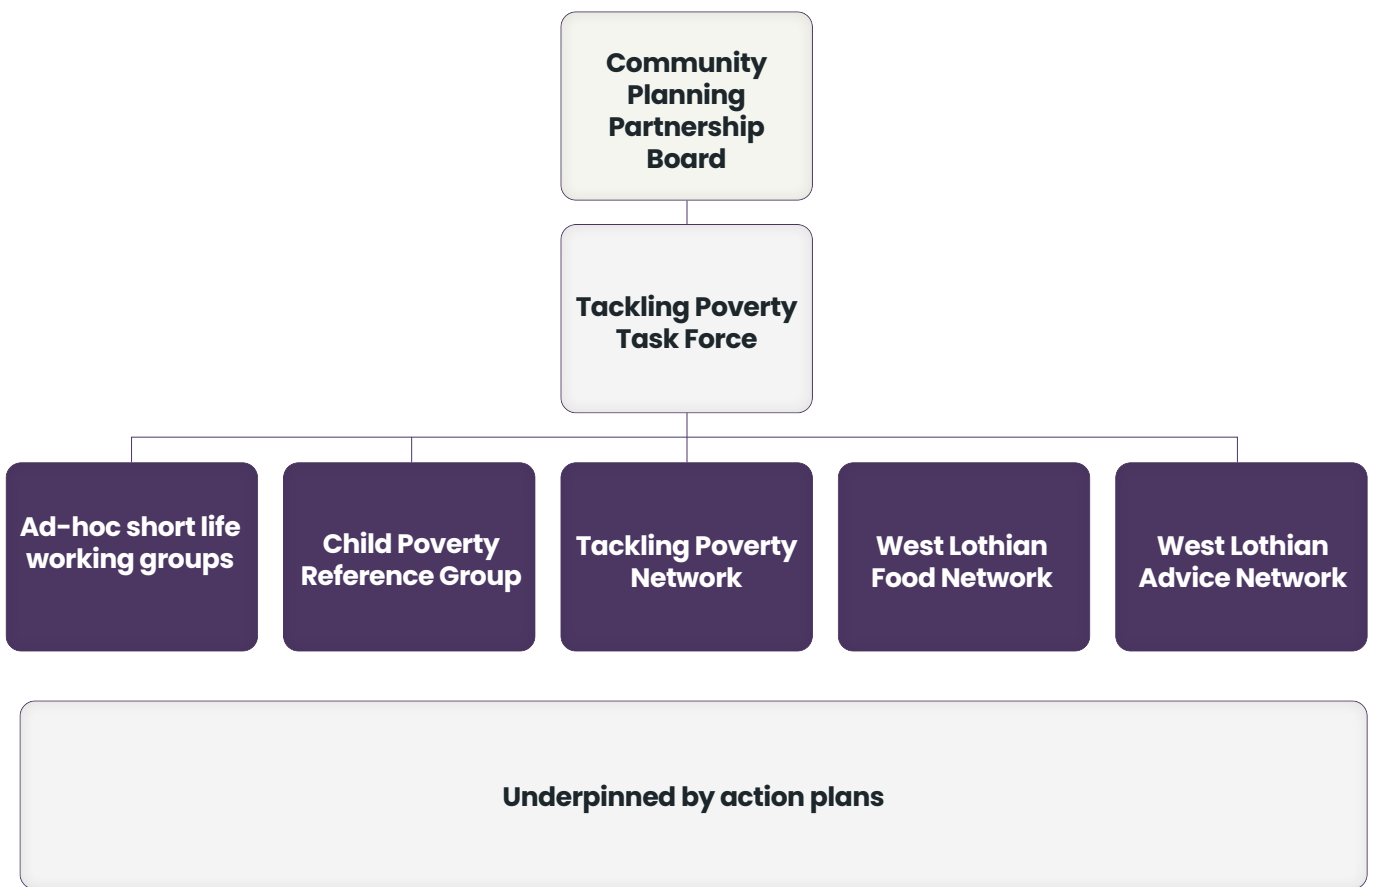 Community
Planning
Partnership
Board
Tackling Poverty
Task Force
Ad-hoc short life
working groups
Child Poverty
Reference Group
Tackling Poverty
Network
West Lothian
Food Network
West Lothian
Advice Network
Underpinned by action plans